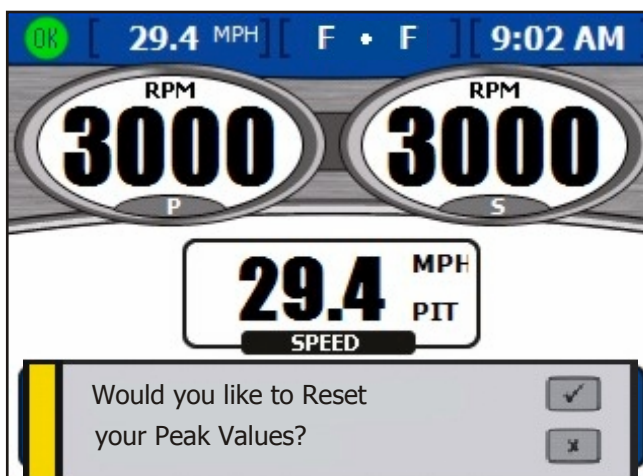 OK [ 29.4 MPH ] [ F • F ] [ 9:02 AM
RPM RPM
3000 3000
P S
29.4 MPH
PIT
SPEED
Would you like to Reset
your Peak Values?